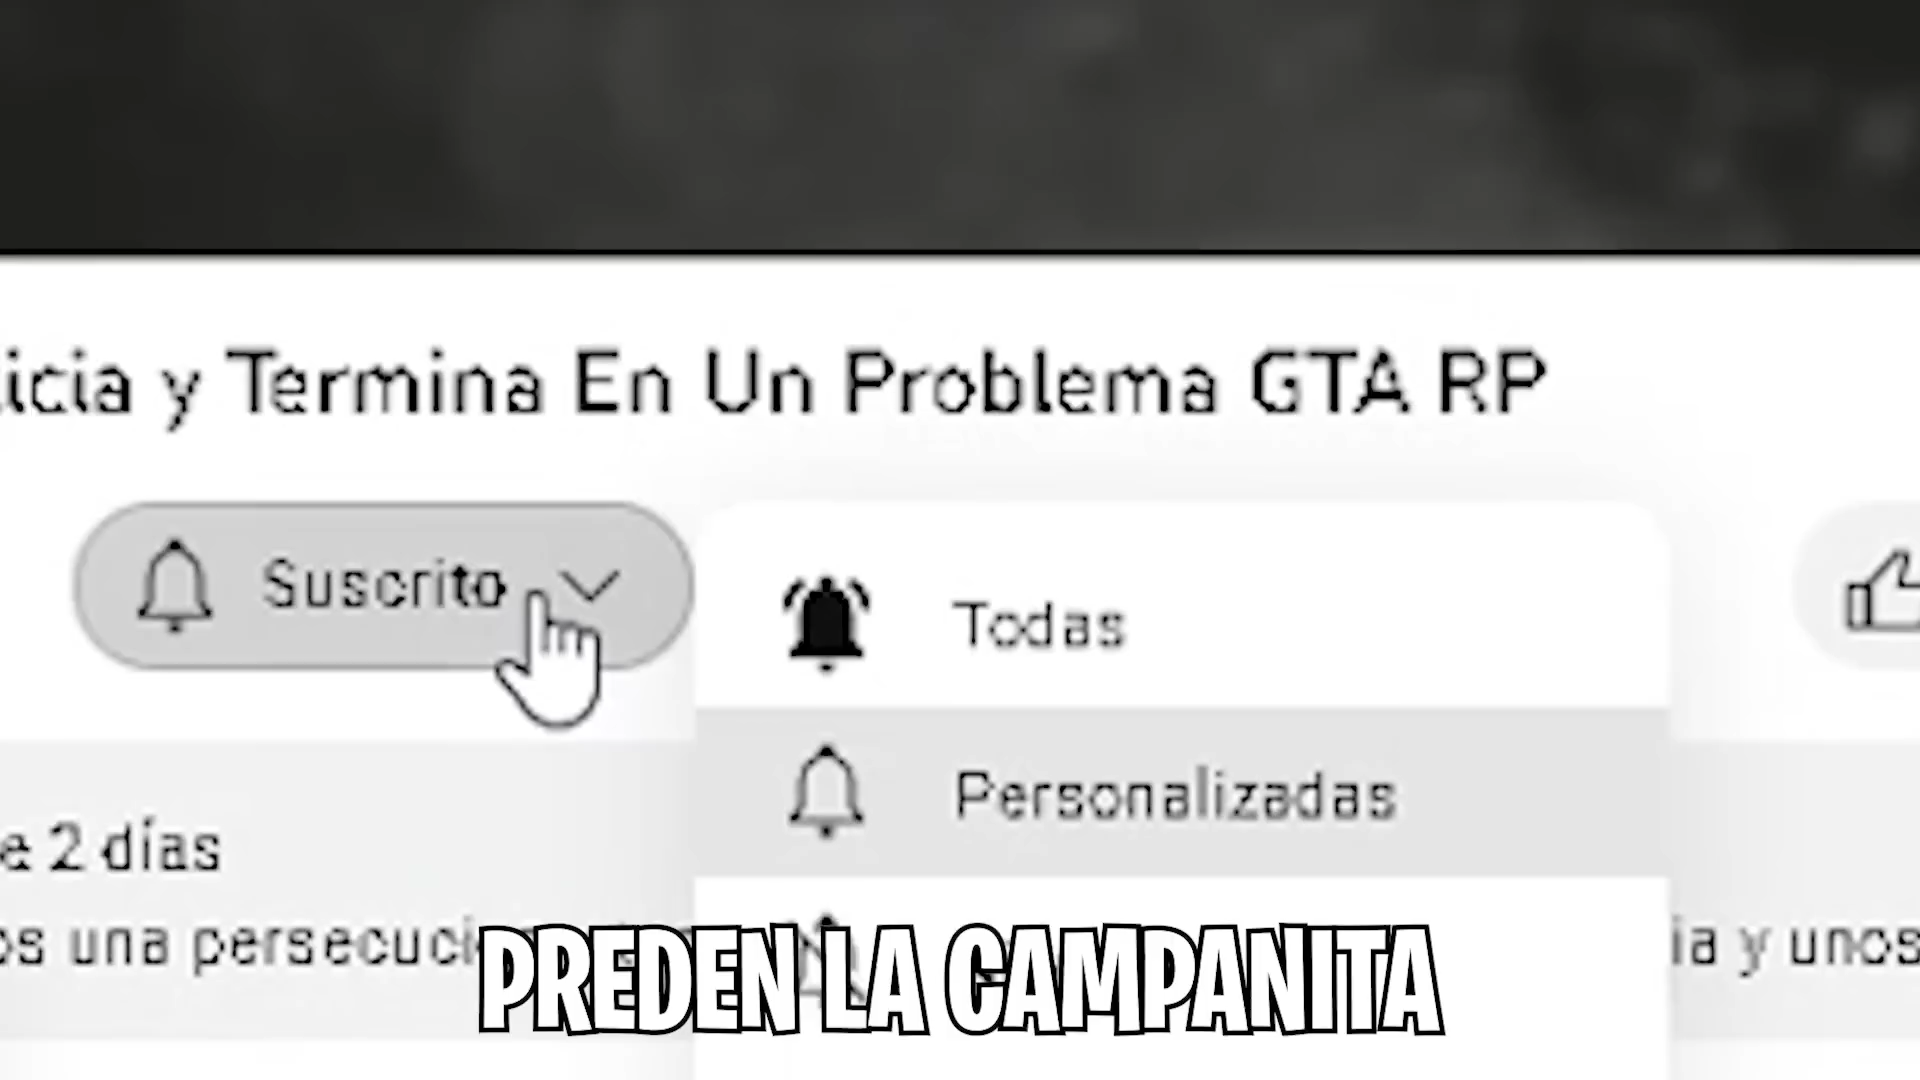 icia y Termina En Un Problema GTA RP
Suscrito
Todas
Personalizadas
e 2 días
os una persecuci
ia y unos
PREDEN LA CAMPANITA